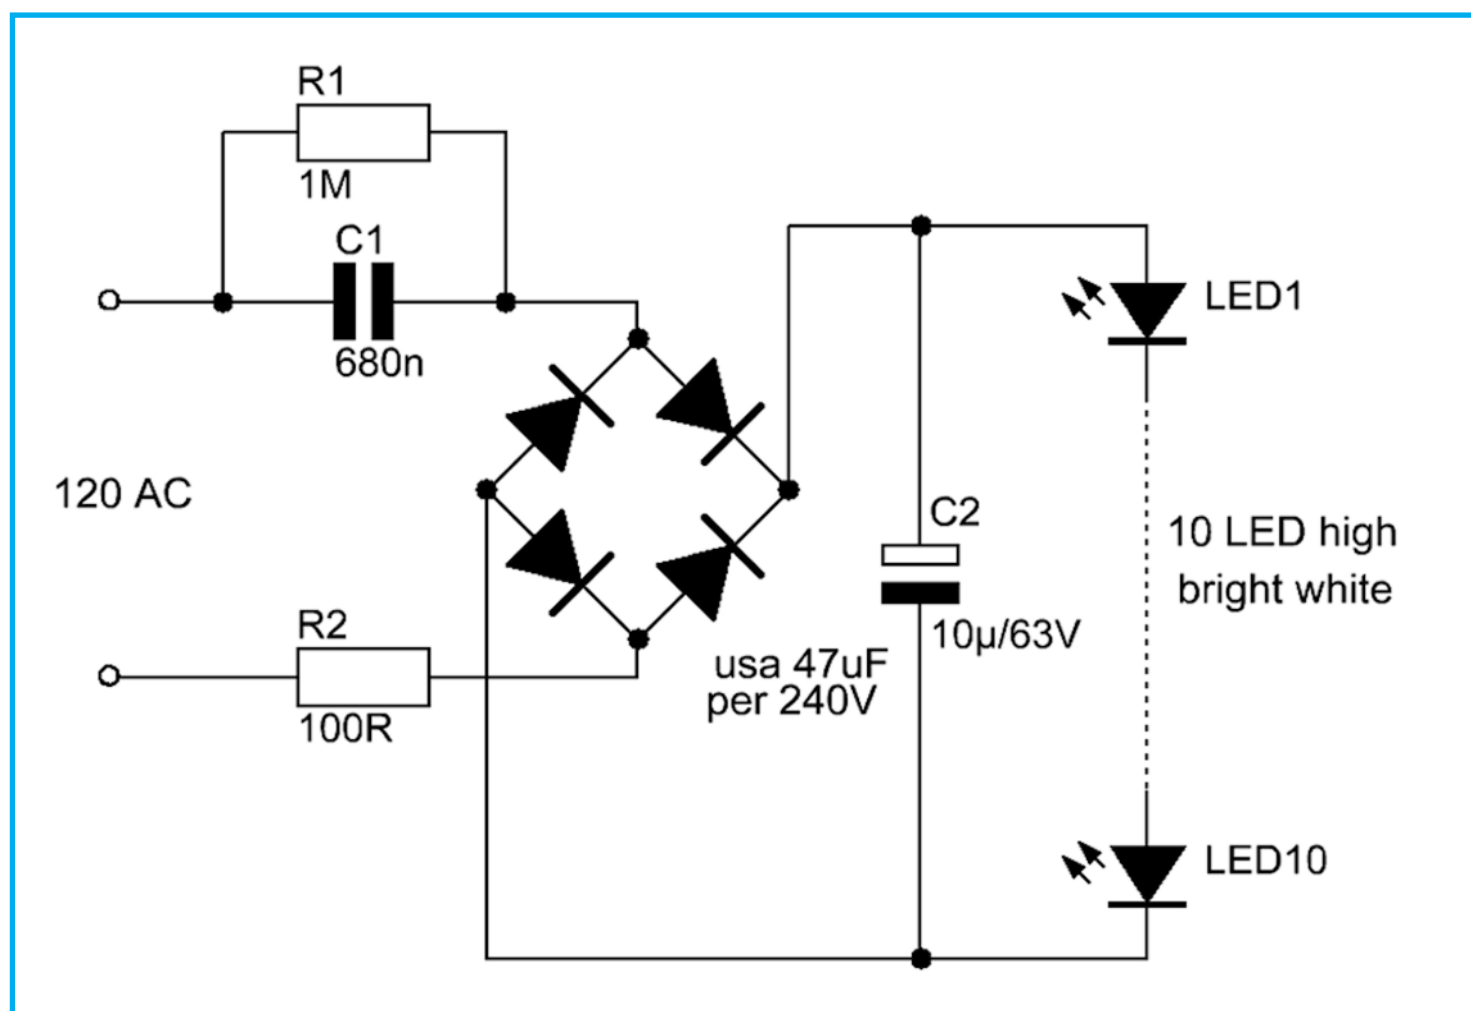 R1
1M
C1
680n
120 AC
R2
100R
usa 47uF
per 240V
C2
10µ/63V
LED1
10 LED high
bright white
LED10